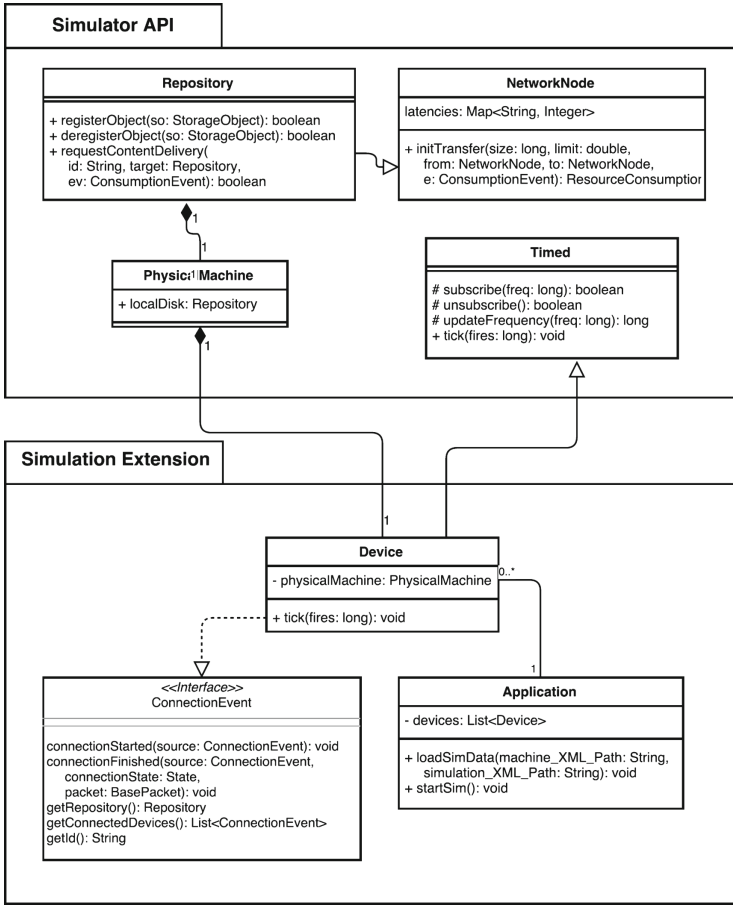 Simulator API
Repository
+ registerObject(so: StorageObject): boolean
+ deregisterObject(so: StorageObject): boolean
+ requestContentDelivery(
id: String, target: Repository,
ev: ConsumptionEvent): boolean
NetworkNode
latencies: Map<String, Integer>
+ initTransfer(size: long, limit: double,
from: NetworkNode, to: NetworkNode,
e: ConsumptionEvent): ResourceConsumption
1
1
Physical Machine
1
+ localDisk: Repository
1
Timed
# subscribe(freq: long): boolean
# unsubscribe(): boolean
# updateFrequency(freq: long): long
+ tick(fires: long): void
Simulation Extension
1
Device
- physicalMachine: PhysicalMachine
+ tick(fires: long): void
0..*
1
<<Interface>>
ConnectionEvent
connectionStarted(source: ConnectionEvent): void
connectionFinished(source: ConnectionEvent,
connectionState: State,
packet: BasePacket): void
getRepository(): Repository
getConnectedDevices(): List<ConnectionEvent>
getId(): String
Application
- devices: List<Device>
+ loadSimData(machine_XML_Path: String,
simulation_XML_Path: String): void
+ startSim(): void